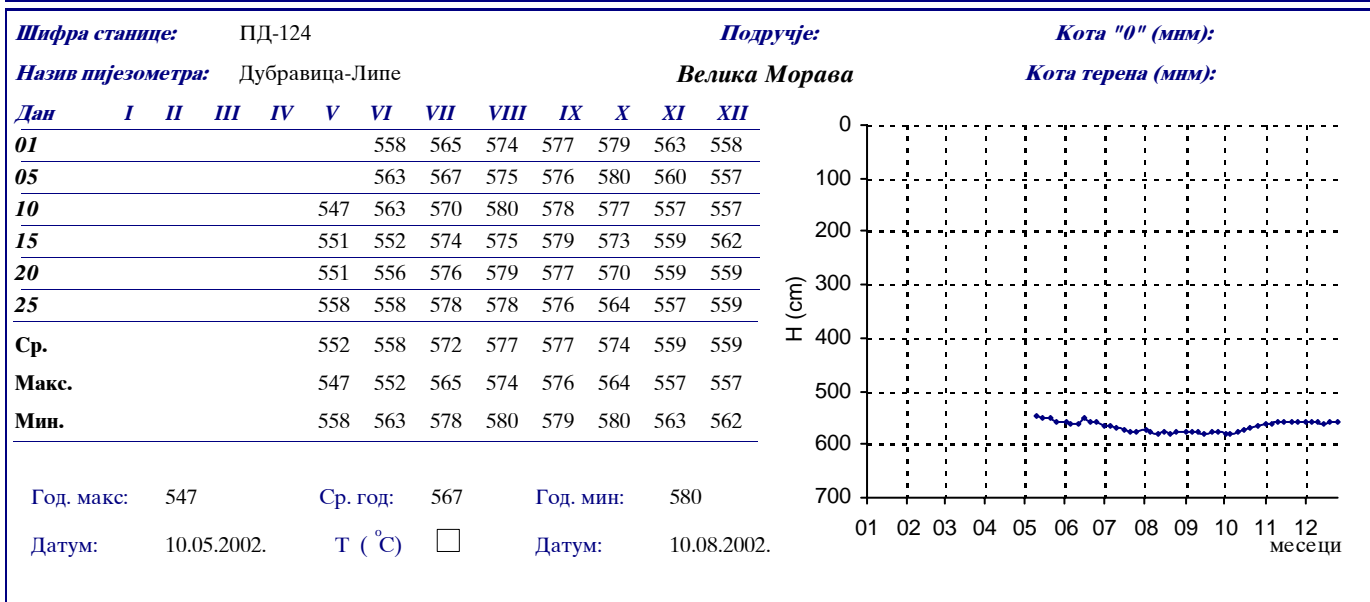 Шифра станице: ПД-124 Подручје: Кота "0" (мнм):
Назив пијезометра: Дубравица-Липе Велика Морава Кота терена (мнм):
Дан I II III IV V VI VII VIII IX X XI XII
01 558 565 574 577 579 563 558
05 563 567 575 576 580 560 557
10 547 563 570 580 578 577 557 557
15 551 552 574 575 579 573 559 562
20 551 556 576 579 577 570 559 559
25 558 558 578 578 576 564 557 559
Ср. 552 558 572 577 577 574 559 559
Макс. 547 552 565 574 576 564 557 557
Мин. 558 563 578 580 579 580 563 562
Год. макс: 547 Ср. год: 567 Год. мин: 580
Датум: 10.05.2002. T ( °C) Датум: 10.08.2002.
H (cm)
0
100
200
300
400
500
600
700
01 02 03 04 05 06 07 08 09 10 11 12
месеци